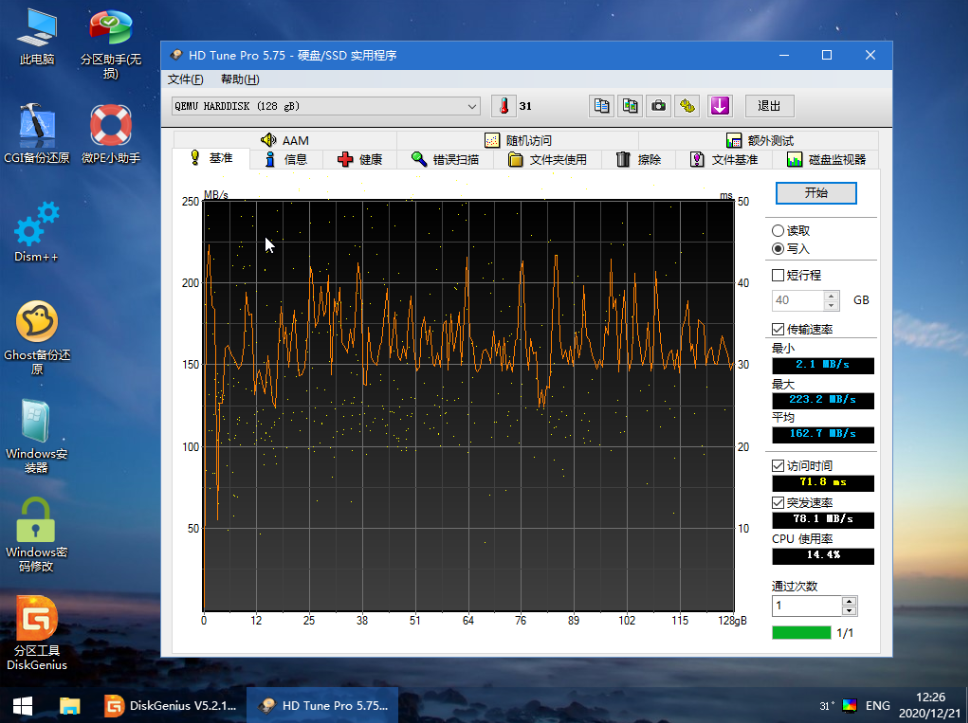 此电脑
分区助手(无
损)
CGI备份还原
微PE小助手
Dism++
Ghost备份还
原
Windows安
装器
Windows密
码修改
分区工具
DiskGenius
HD Tune Pro 5.75 - 硬盘/SSD 实用程序
文件(F) 帮助(H)
QEMU HARDDISK (128 gB)
31
退出
AAM
随机访问
额外测试
基准
信息
健康
错误扫描
文件夹使用
擦除
文件基准
磁盘监视器
MB/s
ms
250
200
150
100
50
50
40
30
20
10
0 12 25 38 51 64 76 89 102 115 128gB
开始
读取
写入
短行程
40 GB
传输速率
最小
2.1 MB/s
最大
223.2 MB/s
平均
162.7 MB/s
访问时间
71.8 ms
突发速率
78.1 MB/s
CPU 使用率
14.4%
通过次数
1
1/1
DiskGenius V5.2.1...
HD Tune Pro 5.75...
31°
ENG
12:26
2020/12/21